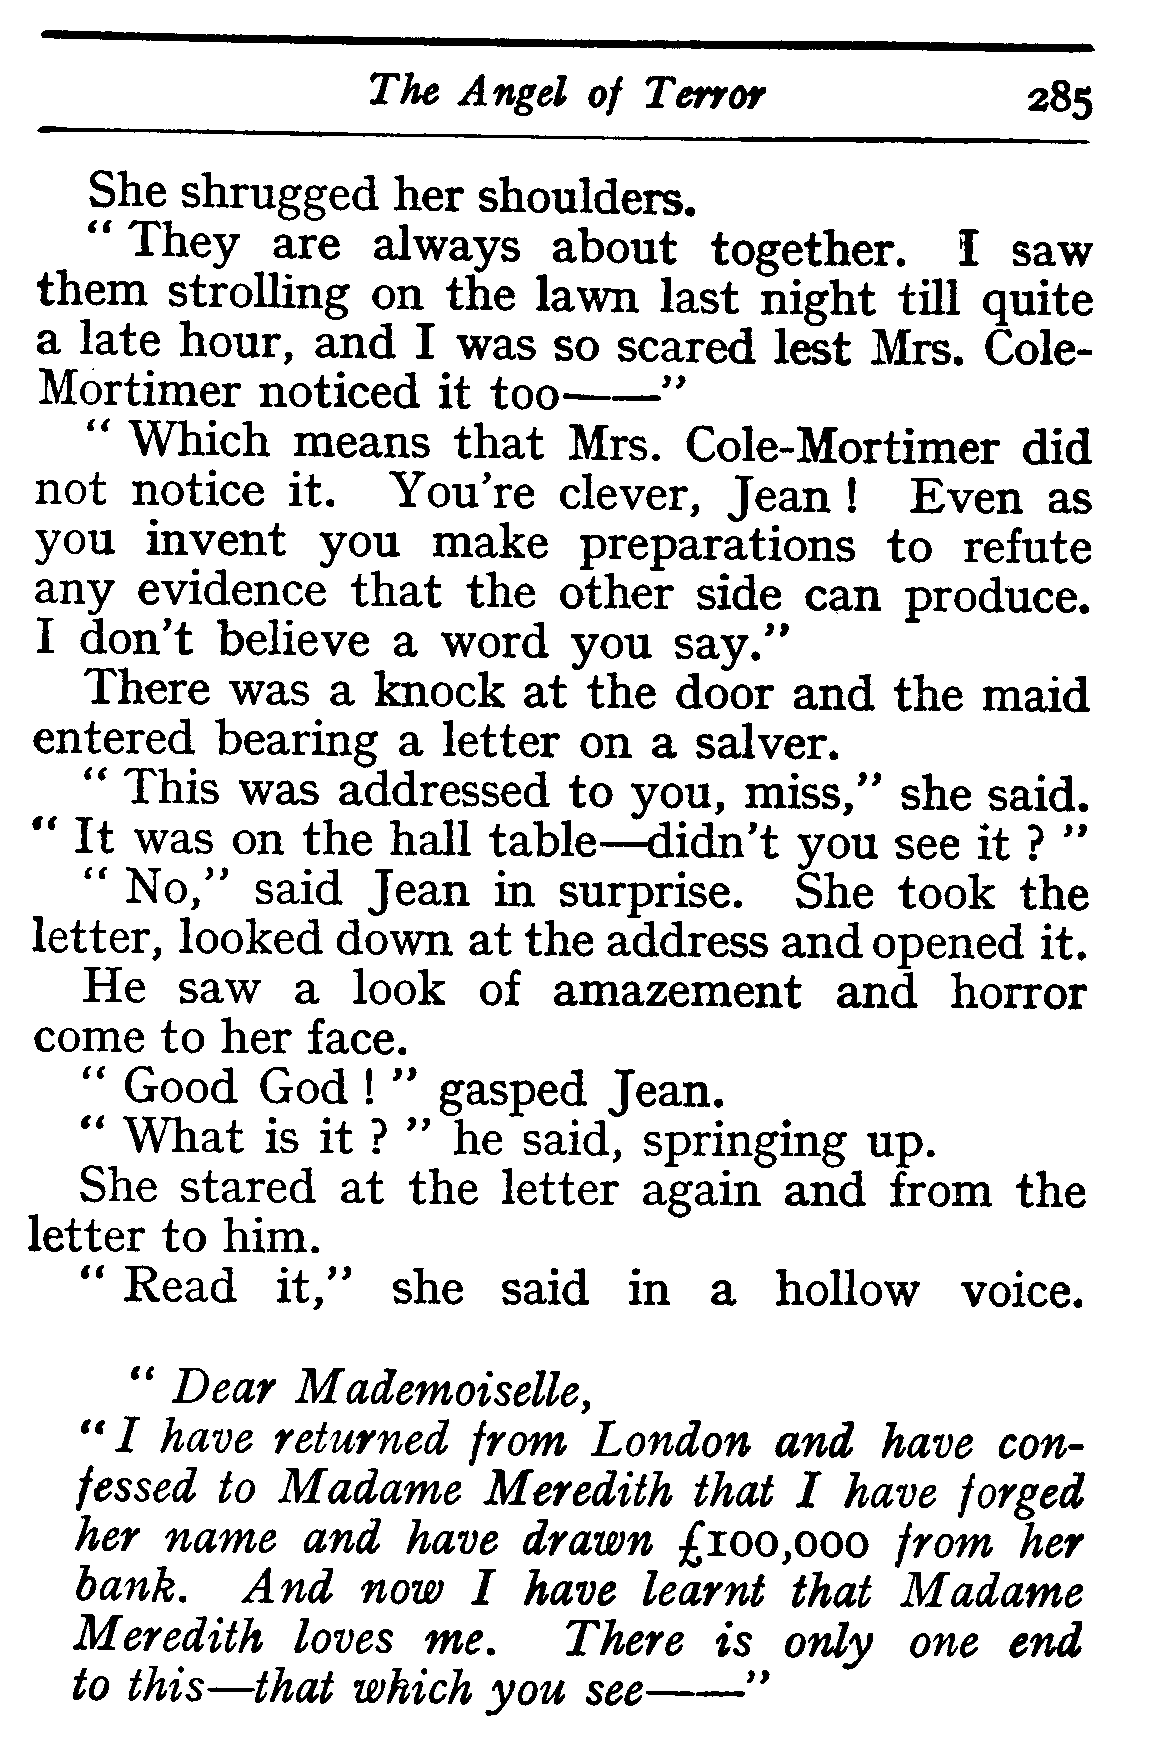 The Angel of Terror 285
She shrugged her shoulders.
“ They are always about together. I saw
them strolling on the lawn last night till quite
a late hour, and I was so scared lest Mrs. Cole-
Mortimer noticed it too——”
“ Which means that Mrs. Cole-Mortimer did
not notice it. You're clever, Jean ! Even as
you invent you make preparations to refute
any evidence that the other side can produce.
I don't believe a word you say.”
There was a knock at the door and the maid
entered bearing a letter on a salver.
“ This was addressed to you, miss,” she said.
“ It was on the hall table—didn't you see it ? ”
“ No,” said Jean in surprise. She took the
letter, looked down at the address and opened it.
He saw a look of amazement and horror
come to her face.
“ Good God ! ” gasped Jean.
“ What is it ? ” he said, springing up.
She stared at the letter again and from the
letter to him.
“ Read it,” she said in a hollow voice.
“ Dear Mademoiselle,
“ I have returned from London and have con-
fessed to Madame Meredith that I have forged
her name and have drawn £100,000 from her
bank. And now I have learnt that Madame
Meredith loves me. There is only one end
to this—that which you see——”